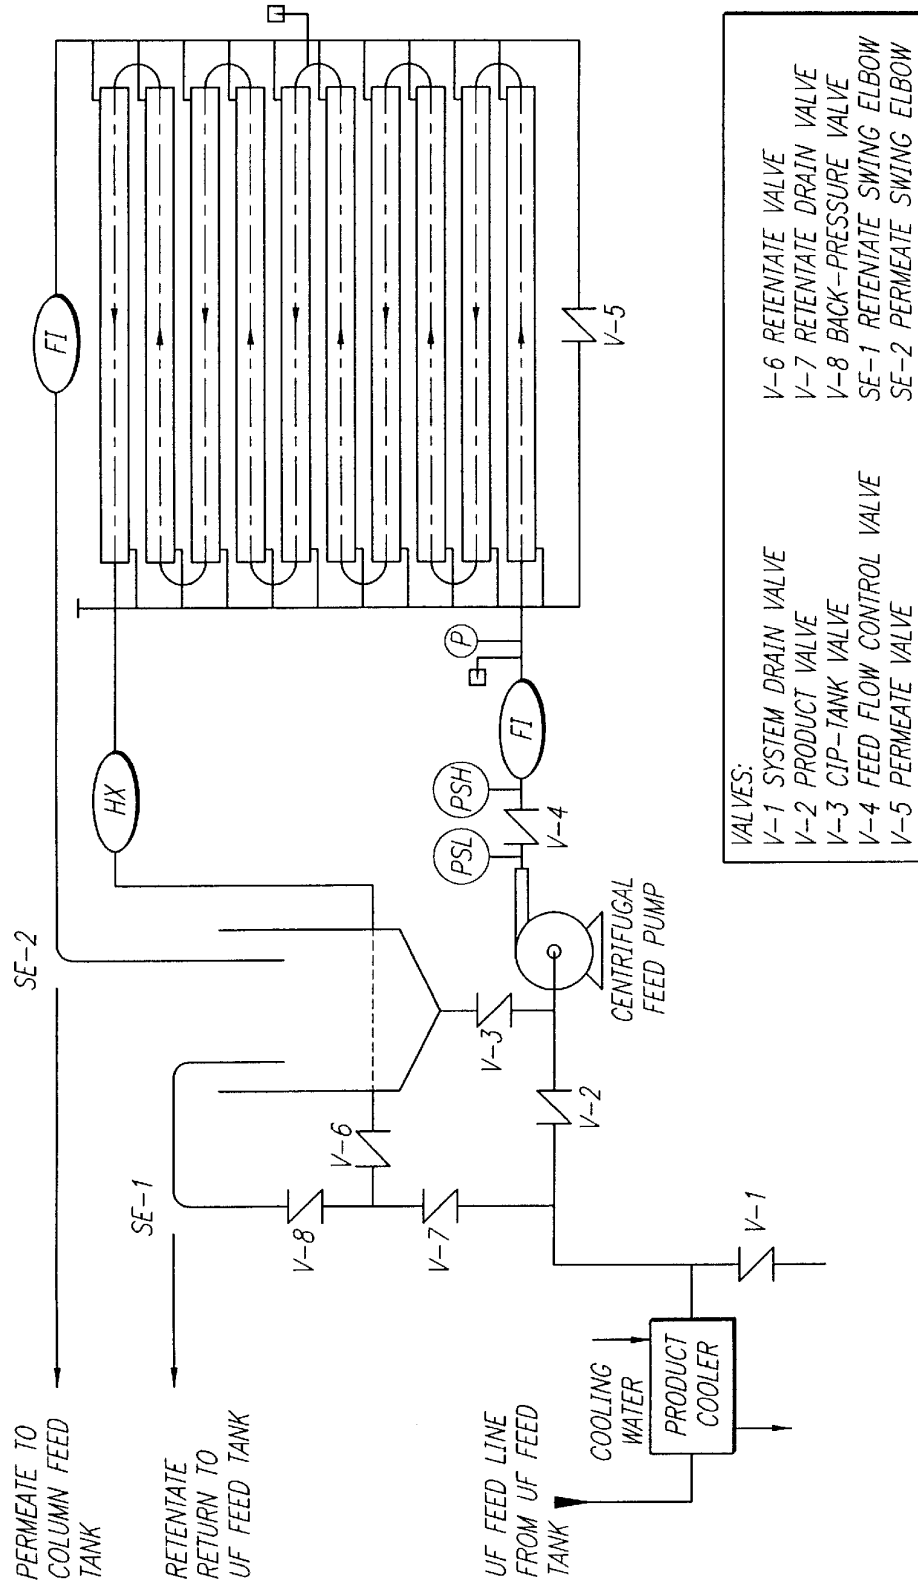 PERMEATE TO
COLUMN FEED
TANK
RETENTATE
RETURN TO
UF FEED TANK
UF FEED LINE
FROM UF FEED
TANK
COOLING
WATER
PRODUCT
COOLER
SE-1
SE-2
V-8
V-6
V-7
V-3
V-2
V-1
CENTRIFUGAL
FEED PUMP
HX
PSL
V-4
PSH
FI
P
FI
V-5
VALVES:
V-1 SYSTEM DRAIN VALVE
V-2 PRODUCT VALVE
V-3 CIP-TANK VALVE
V-4 FEED FLOW CONTROL VALVE
V-5 PERMEATE VALVE
V-6 RETENTATE VALVE
V-7 RETENTATE DRAIN VALVE
V-8 BACK-PRESSURE VALVE
SE-1 RETENTATE SWING ELBOW
SE-2 PERMEATE SWING ELBOW